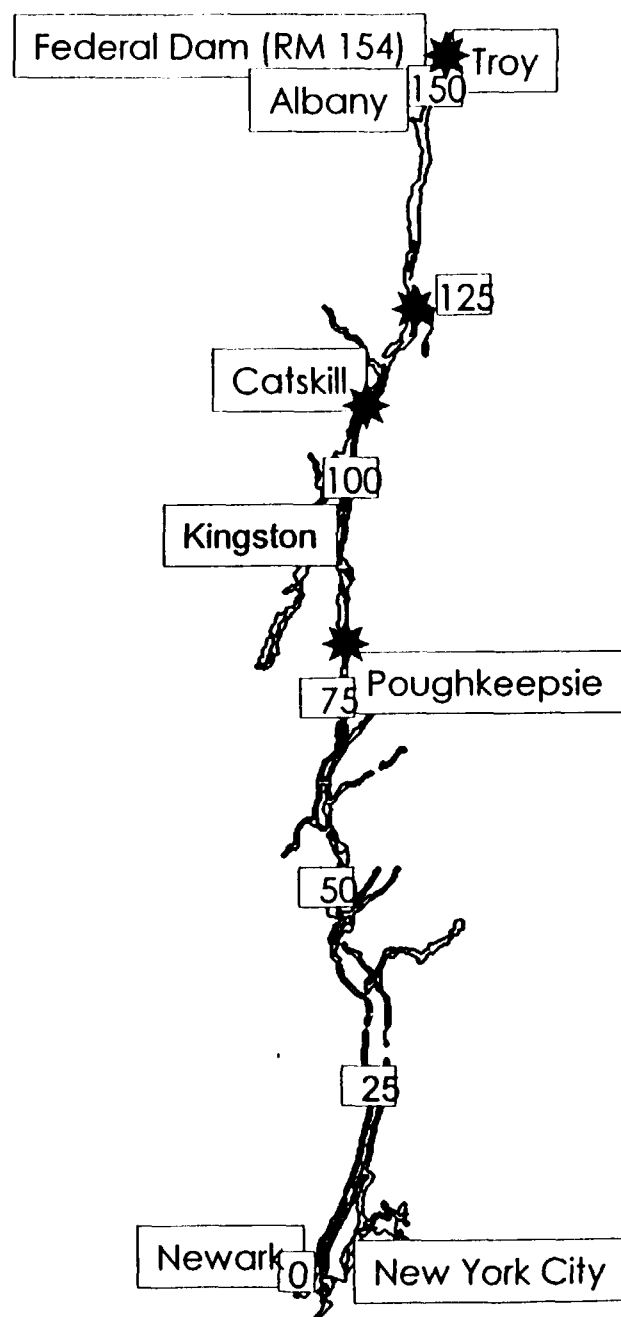 Federal Dam (RM 154)
Troy
150
Albany
125
Catskill
100
Kingston
Poughkeepsie
75
50
25
Newark
0
New York City